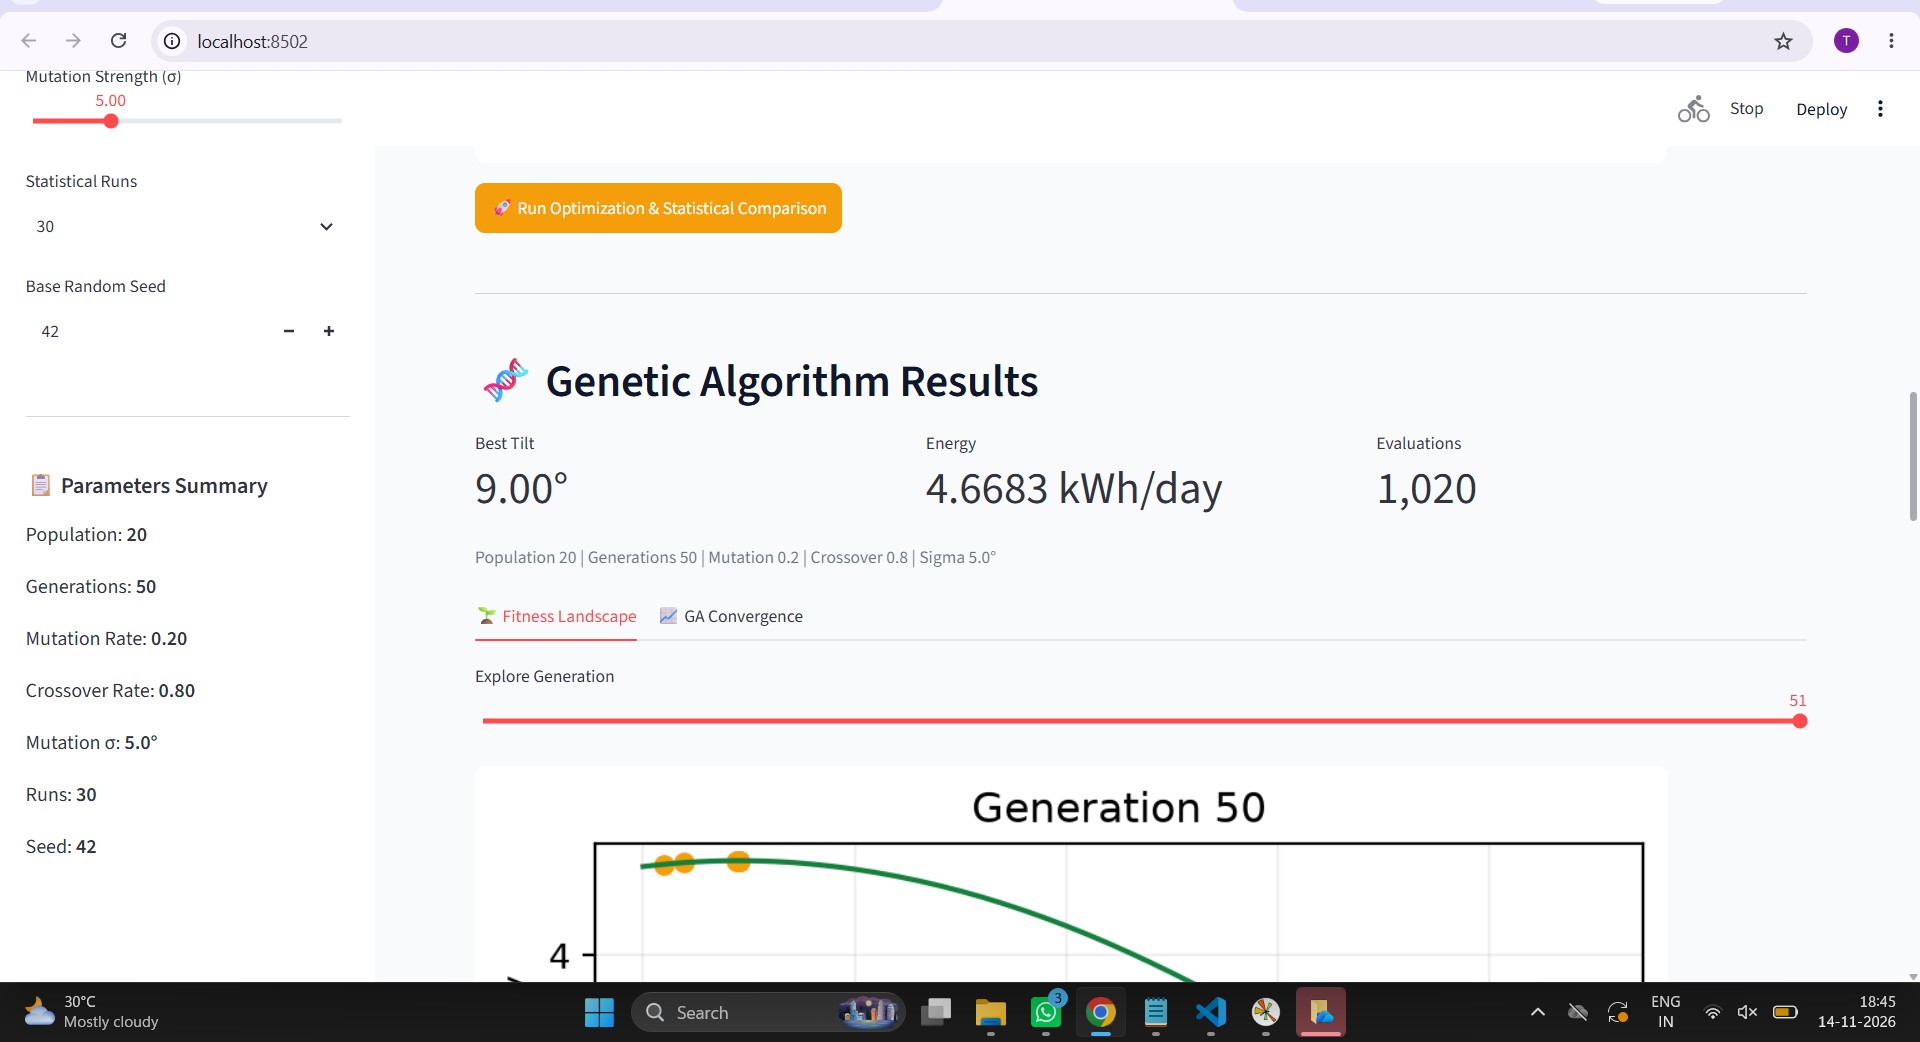 localhost:8502
T
Mutation Strength (σ)
5.00
Statistical Runs
30
Base Random Seed
42
Parameters Summary
Population: 20
Generations: 50
Mutation Rate: 0.20
Crossover Rate: 0.80
Mutation σ: 5.0°
Runs: 30
Seed: 42
Stop
Deploy
🚀 Run Optimization & Statistical Comparison
Genetic Algorithm Results
Best Tilt
9.00°
Energy
4.6683 kWh/day
Evaluations
1,020
Population 20 | Generations 50 | Mutation 0.2 | Crossover 0.8 | Sigma 5.0°
Fitness Landscape
GA Convergence
Explore Generation
51
Generation 50
4
30°C
Mostly cloudy
Search
3
ENG
IN
18:45
14-11-2026